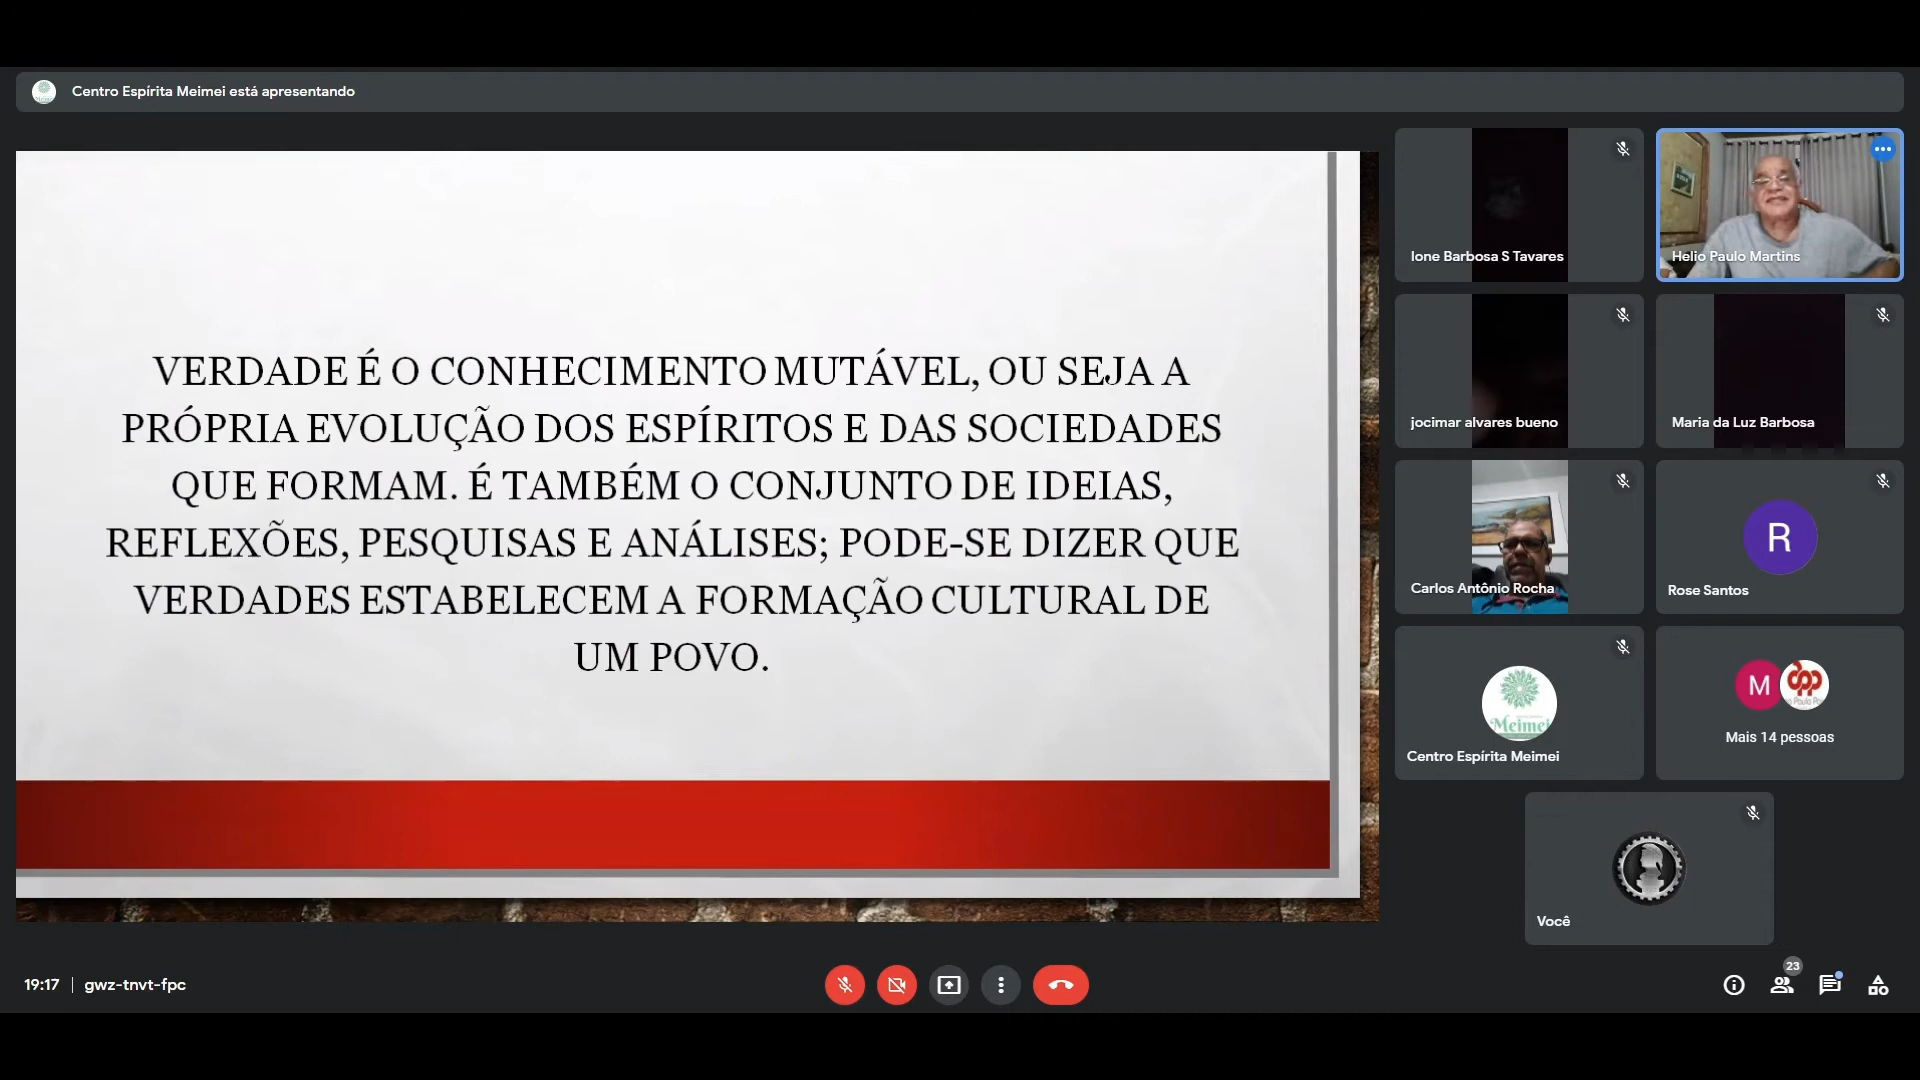 Centro Espírita Meimei está apresentando
VERDADE É O CONHECIMENTO MUTÁVEL, OU SEJA A
PRÓPRIA EVOLUÇÃO DOS ESPÍRITOS E DAS SOCIEDADES
QUE FORMAM. É TAMBÉM O CONJUNTO DE IDEIAS,
REFLEXÕES, PESQUISAS E ANÁLISES; PODE-SE DIZER QUE
VERDADES ESTABELECEM A FORMAÇÃO CULTURAL DE
UM POVO.
Ione Barbosa S Tavares
Helio Paulo Martins
jocimar alvares bueno
Maria da Luz Barbosa
Carlos Antônio Rocha
R
Rose Santos
Meimei
Centro Espírita Meimei
M
cpp
Mais 14 pessoas
Você
19:17 | gwz-tnvt-fpc
23